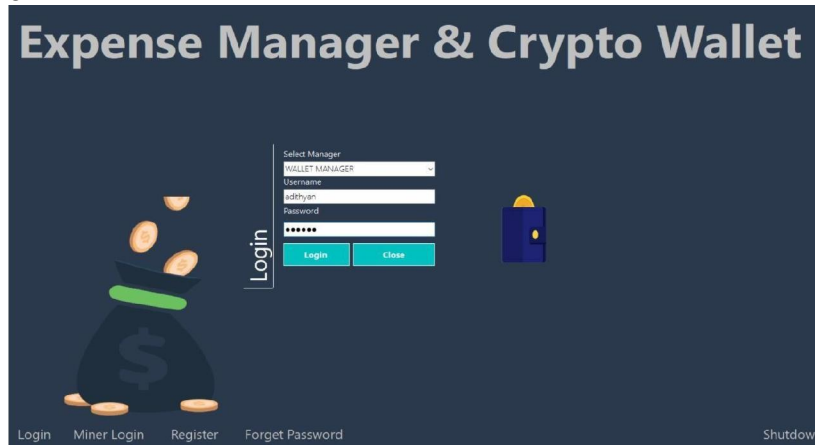 Expense Manager & Crypto Wallet
Select Manager
WALLET MANAGER
Username
adithyan
Password
••••••
Login
Login Close
Login Miner Login Register Forget Password Shutdow